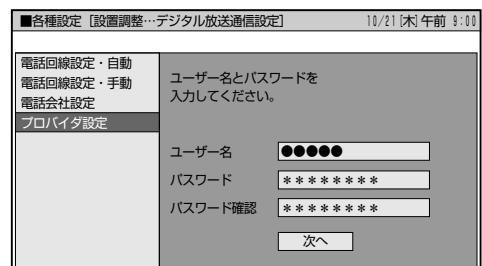 ■各種設定［設置調整…デジタル放送通信設定］ 10/21[木]午前 9:00
電話回線設定・自動
電話回線設定・手動
電話会社設定
プロバイダ設定
ユーザー名とパスワードを
入力してください。
ユーザー名 ●●●●●
パスワード ＊＊＊＊＊＊＊＊
パスワード確認 ＊＊＊＊＊＊＊＊
次へ